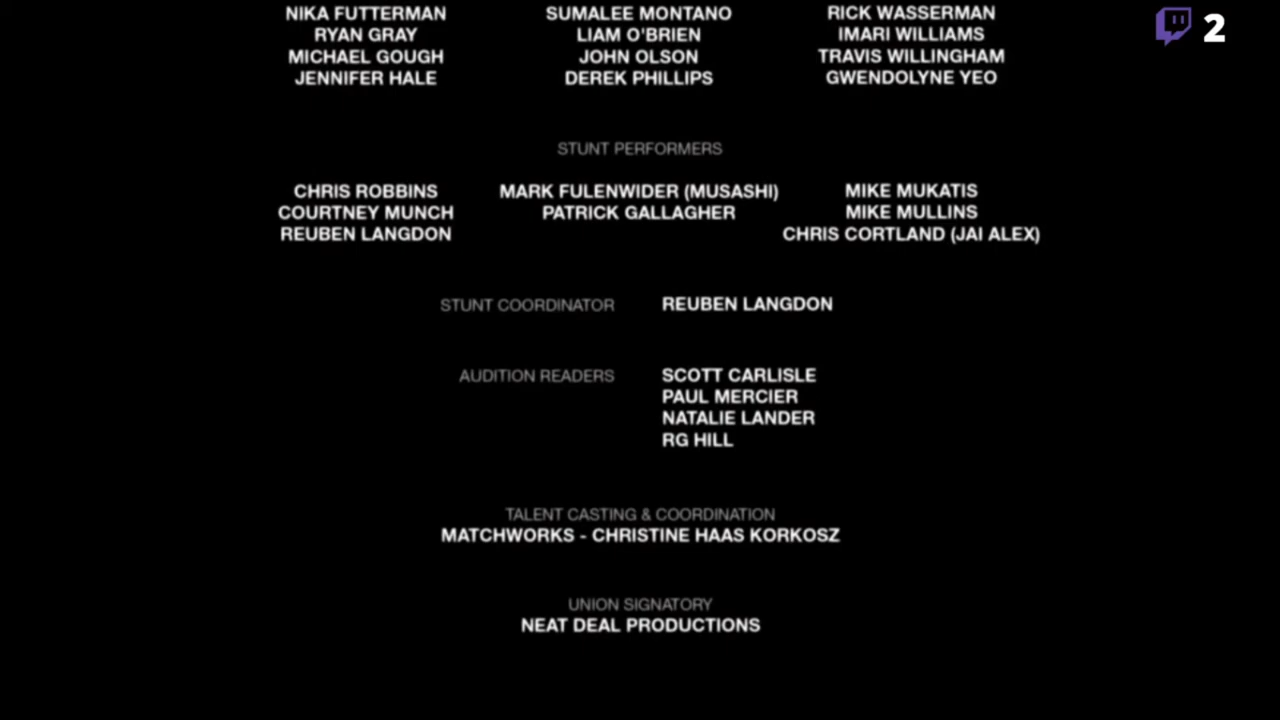 NIKA FUTTERMAN SUMALEE MONTANO RICK WASSERMAN
RYAN GRAY LIAM O'BRIEN IMARI WILLIAMS
MICHAEL GOUGH JOHN OLSON TRAVIS WILLINGHAM
JENNIFER HALE DEREK PHILLIPS GWENDOLYNE YEO
2
STUNT PERFORMERS
CHRIS ROBBINS MARK FULENWIDER (MUSASHI) MIKE MUKATIS
COURTNEY MUNCH PATRICK GALLAGHER MIKE MULLINS
REUBEN LANGDON CHRIS CORTLAND (JAI ALEX)
STUNT COORDINATOR REUBEN LANGDON
AUDITION READERS SCOTT CARLISLE
PAUL MERCIER
NATALIE LANDER
RG HILL
TALENT CASTING & COORDINATION
MATCHWORKS - CHRISTINE HAAS KORKOSZ
UNION SIGNATORY
NEAT DEAL PRODUCTIONS